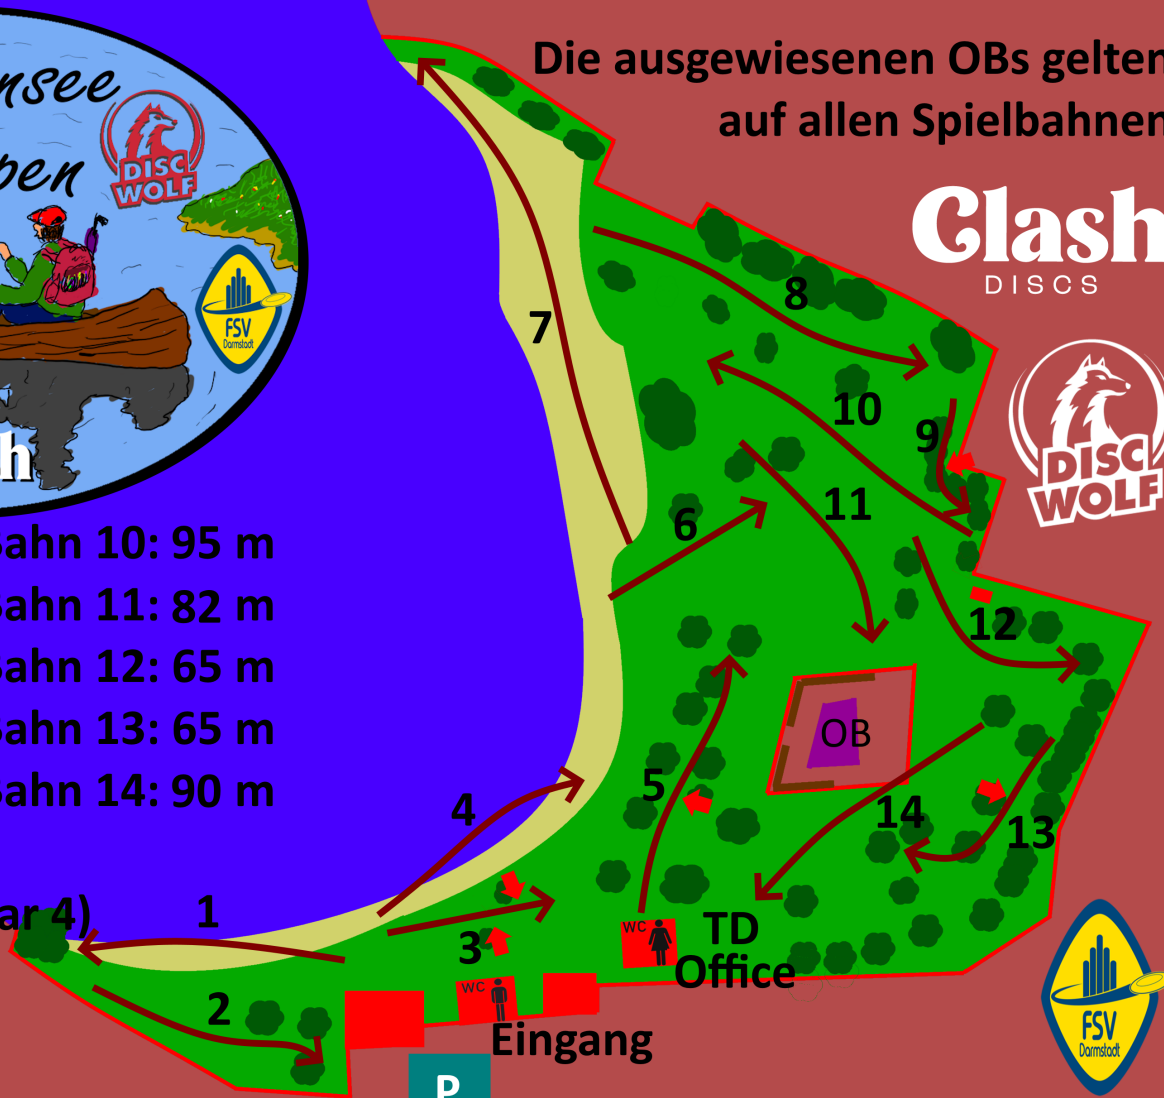 Die ausgewiesenen OBs gelten
auf allen Spielbahnen
nsee
pen
DISC
WOLF
FSV
Darmstadt
h
Clash
DISCS
DISC
WOLF
ahn 10: 95 m
ahn 11: 82 m
ahn 12: 65 m
ahn 13: 65 m
ahn 14: 90 m
ar 4)
7
8
10
9
6
11
12
OB
5
4
14
13
1
3
2
WC
TD
Office
WC
Eingang
P
FSV
Darmstadt